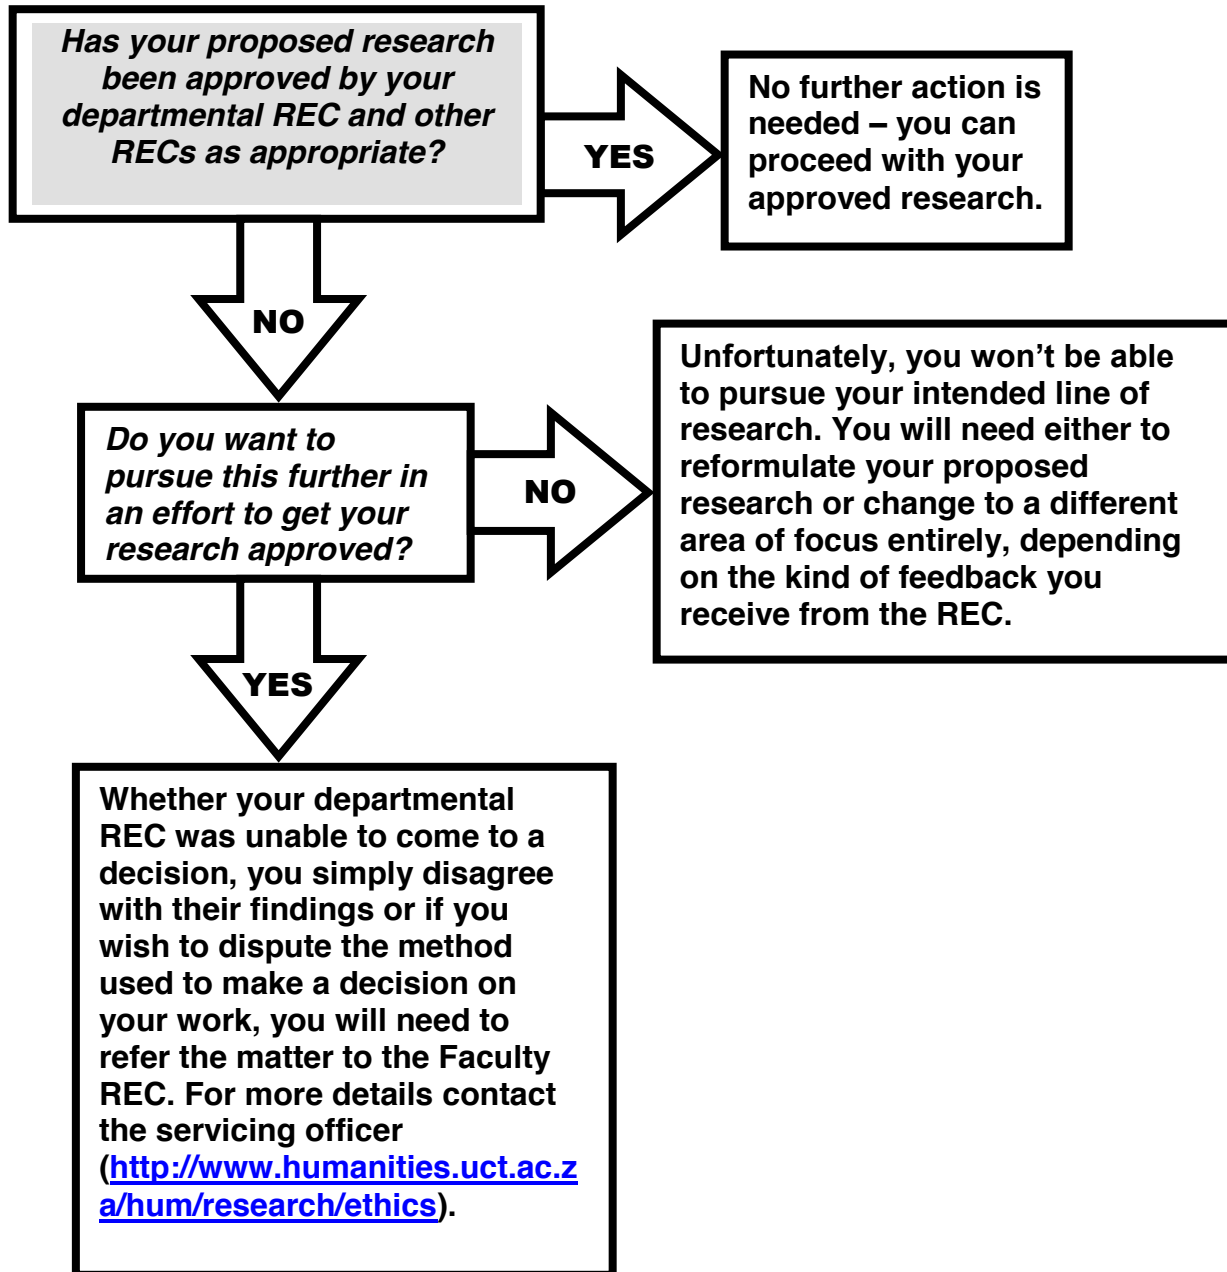 Has your proposed research
been approved by your
departmental REC and other
RECs as appropriate?
YES
No further action is
needed – you can
proceed with your
approved research.
NO
Do you want to
pursue this further in
an effort to get your
research approved?
NO
Unfortunately, you won’t be able
to pursue your intended line of
research. You will need either to
reformulate your proposed
research or change to a different
area of focus entirely, depending
on the kind of feedback you
receive from the REC.
YES
Whether your departmental
REC was unable to come to a
decision, you simply disagree
with their findings or if you
wish to dispute the method
used to make a decision on
your work, you will need to
refer the matter to the Faculty
REC. For more details contact
the servicing officer
(http://www.humanities.uct.ac.z
a/hum/research/ethics).